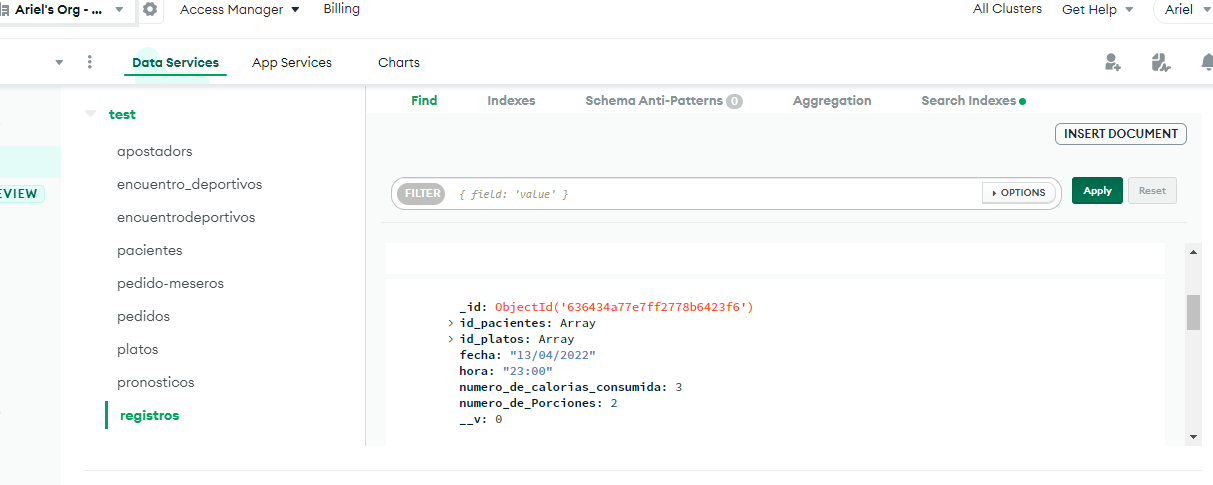 Ariel's Org - ...
Access Manager
Billing
All Clusters
Get Help
Ariel
Data Services
App Services
Charts
EVIEW
test
apostadors
encuentro_deportivos
encuentrodeportivos
pacientes
pedido-meseros
pedidos
platos
pronosticos
registros
Find
Indexes
Schema Anti-Patterns 0
Aggregation
Search Indexes
INSERT DOCUMENT
FILTER { field: 'value' }
OPTIONS
Apply
Reset
_id: ObjectId('636434a77e7ff2778b6423f6')
id_pacientes: Array
id_platos: Array
fecha: "13/04/2022"
hora: "23:00"
numero_de_calorias_consumida: 3
numero_de_Porciones: 2
__v: 0